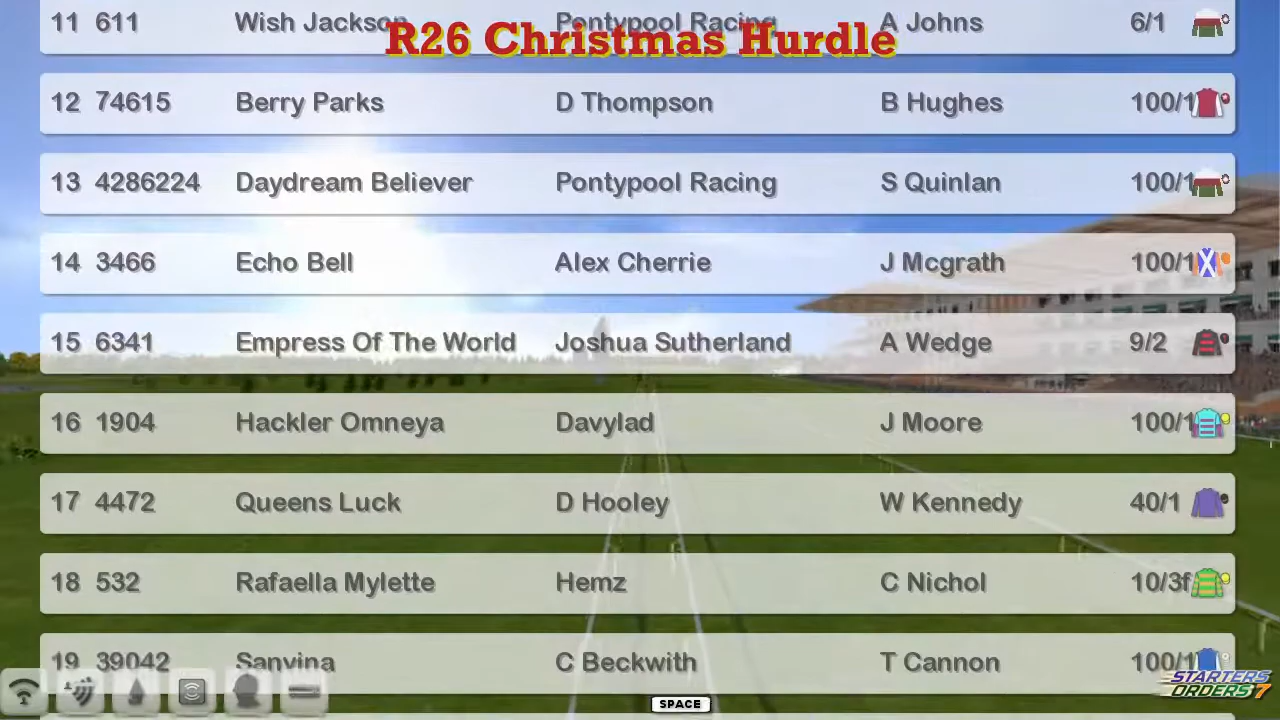 11 611 Wish Jackson Pontypool Racing A Johns 6/1
R26 Christmas Hurdle
12 74615 Berry Parks D Thompson B Hughes 100/1
13 4286224 Daydream Believer Pontypool Racing S Quinlan 100/1
14 3466 Echo Bell Alex Cherrie J Mcgrath 100/1
15 6341 Empress Of The World Joshua Sutherland A Wedge 9/2
16 1904 Hackler Omneya Davylad J Moore 100/1
17 4472 Queens Luck D Hooley W Kennedy 40/1
18 532 Rafaella Mylette Hemz C Nichol 10/3f
19 39042 Sanvina C Beckwith T Cannon 100/1
STARTERS
ORDERS 7
SPACE